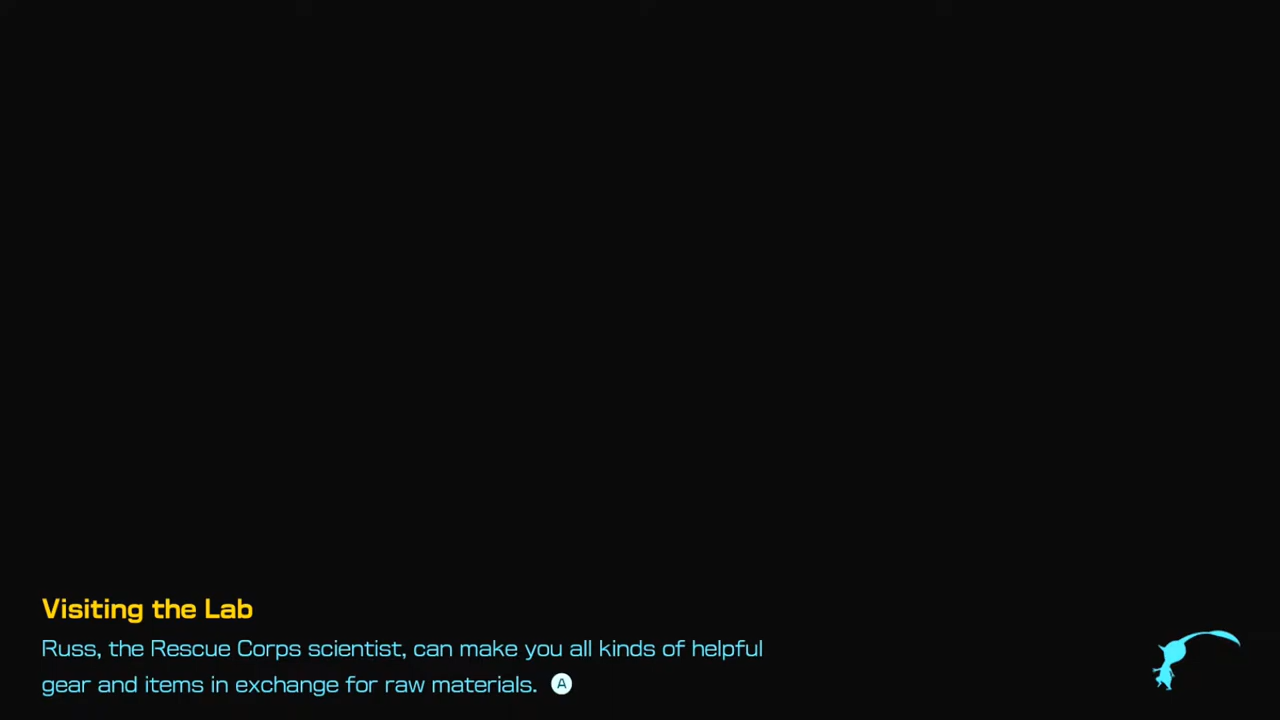 Visiting the Lab
Russ, the Rescue Corps scientist, can make you all kinds of helpful
gear and items in exchange for raw materials. A